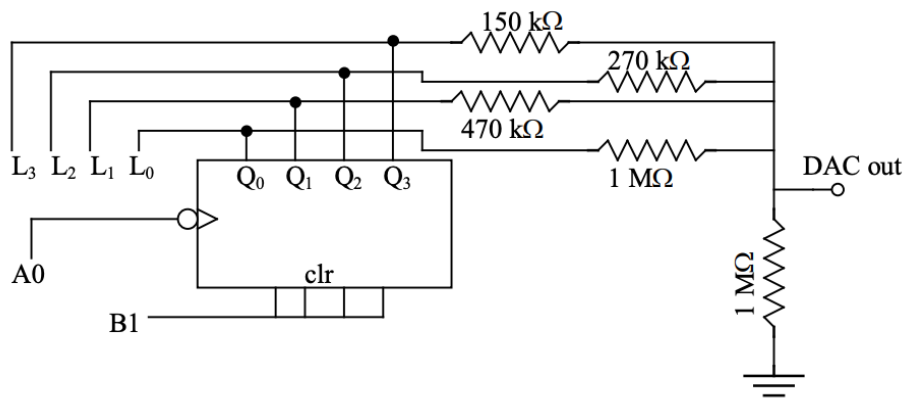 150 kΩ
270 kΩ
470 kΩ
L₃ L₂ L₁ L₀
Q₀ Q₁ Q₂ Q₃
1 MΩ
DAC out
A0
clr
1 MΩ
B1